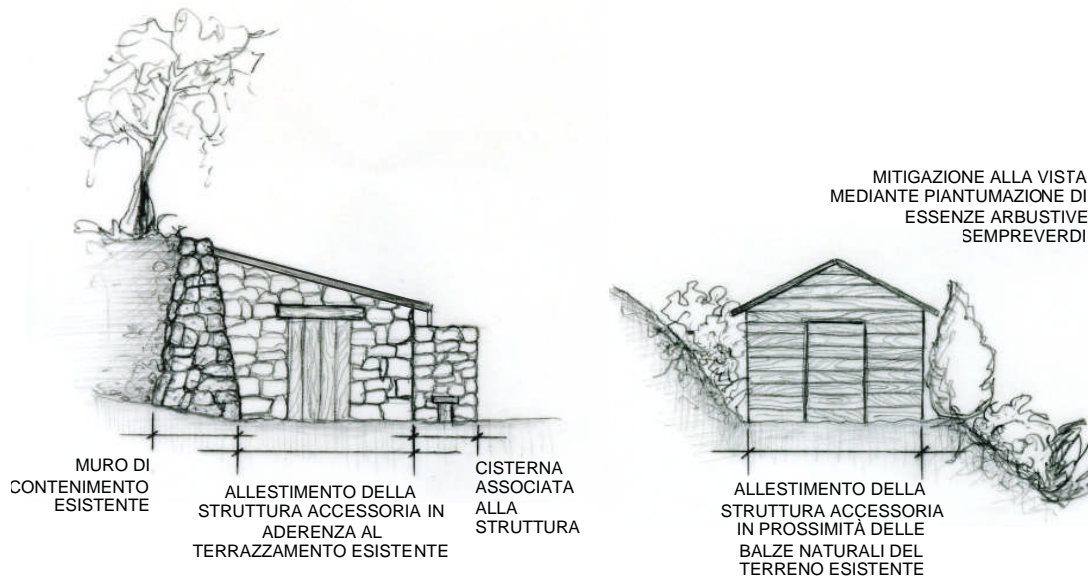 MITIGAZIONE ALLA VISTA
MEDIANTE PIANTUMAZIONE DI
ESSENZE ARBUSTIVE
SEMPREVERDI
MURO DI
CONTENIMENTO
ESISTENTE
ALLESTIMENTO DELLA
STRUTTURA ACCESSORIA IN
ADERENZA AL
TERRAZZAMENTO ESISTENTE
CISTERNA
ASSOCIATA
ALLA
STRUTTURA
ALLESTIMENTO DELLA
STRUTTURA ACCESSORIA
IN PROSSIMITÀ DELLE
BALZE NATURALI DEL
TERRENO ESISTENTE